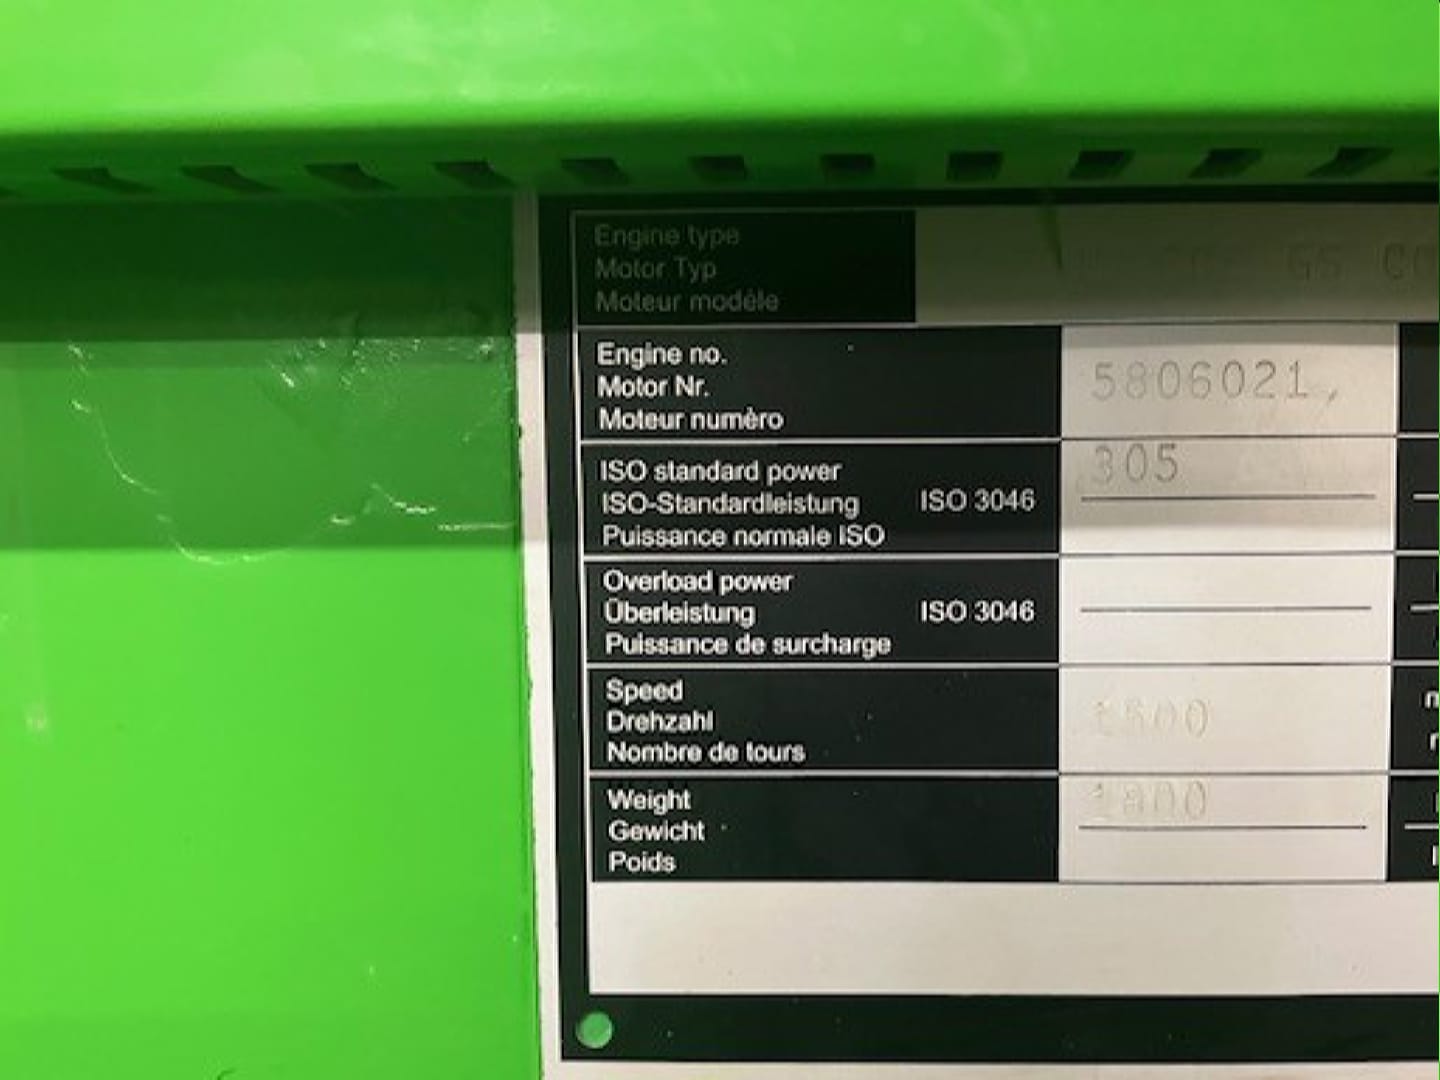 Engine type
Motor Typ
Moteur modéle
GS
Engine no.
Motor Nr.
Moteur numèro
5806021,
ISO standard power
ISO-Standardleistung ISO 3046
Puissance normale ISO
305
Overload power
Überleistung ISO 3046
Puissance de surcharge
Speed
Drehzahl
Nombre de tours
1500
Weight
Gewicht
Poids